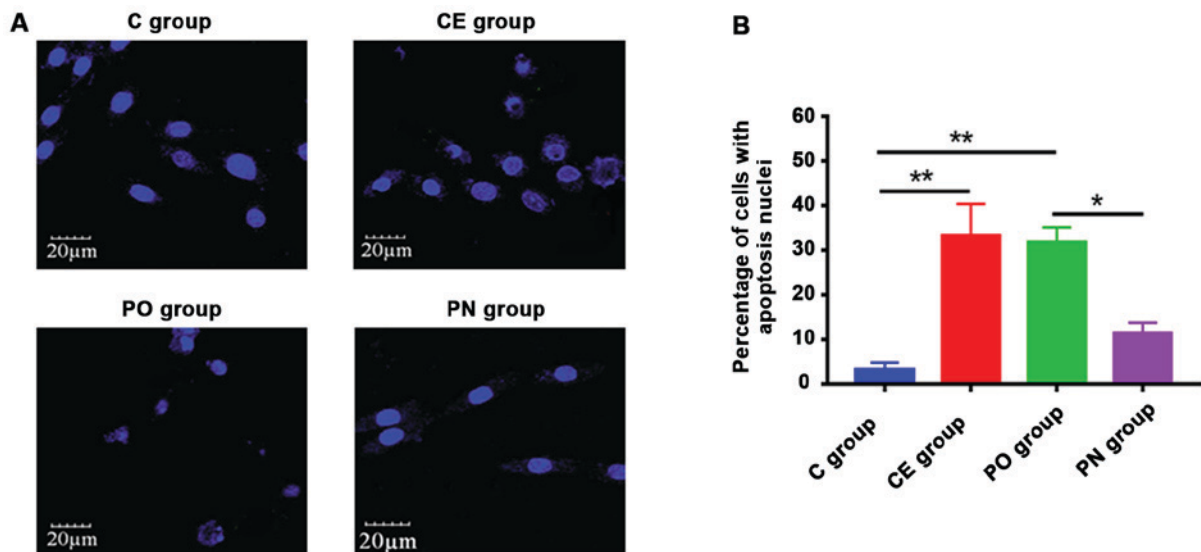 A
C group
CE group
20μm
20μm
PO group
PN group
20μm
20μm
B
Percentage of cells with
apoptosis nuclei
60
50
40
30
20
10
0
**
**
*
C group
CE group
PO group
PN group